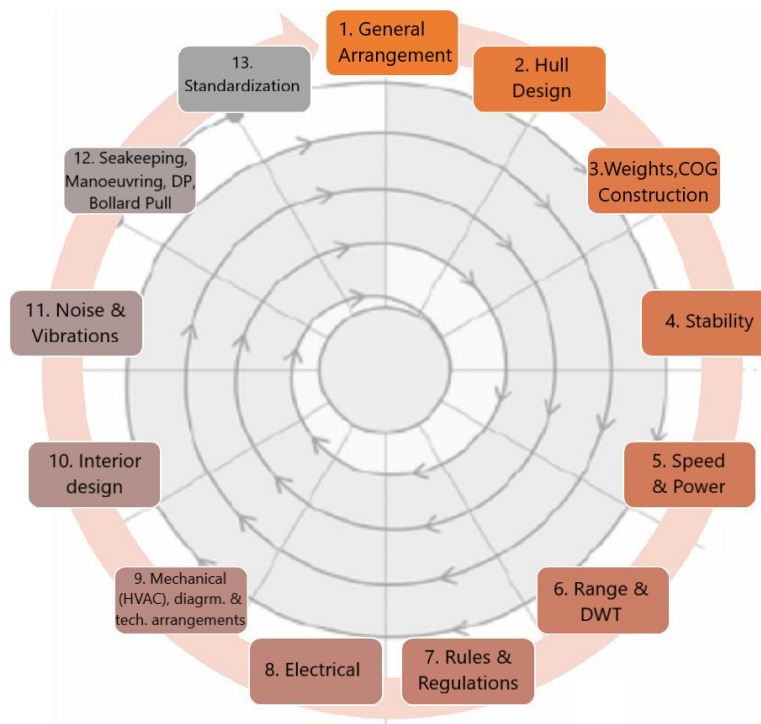 1. General
Arrangement
2. Hull
Design
3.Weights,COG
Construction
4. Stability
5. Speed
& Power
6. Range &
DWT
7. Rules &
Regulations
8. Electrical
9. Mechanical
(HVAC), diagrm. &
tech. arrangements
10. Interior
design
11. Noise &
Vibrations
12. Seakeeping,
Manoeuvring, DP,
Bollard Pull
13.
Standardization